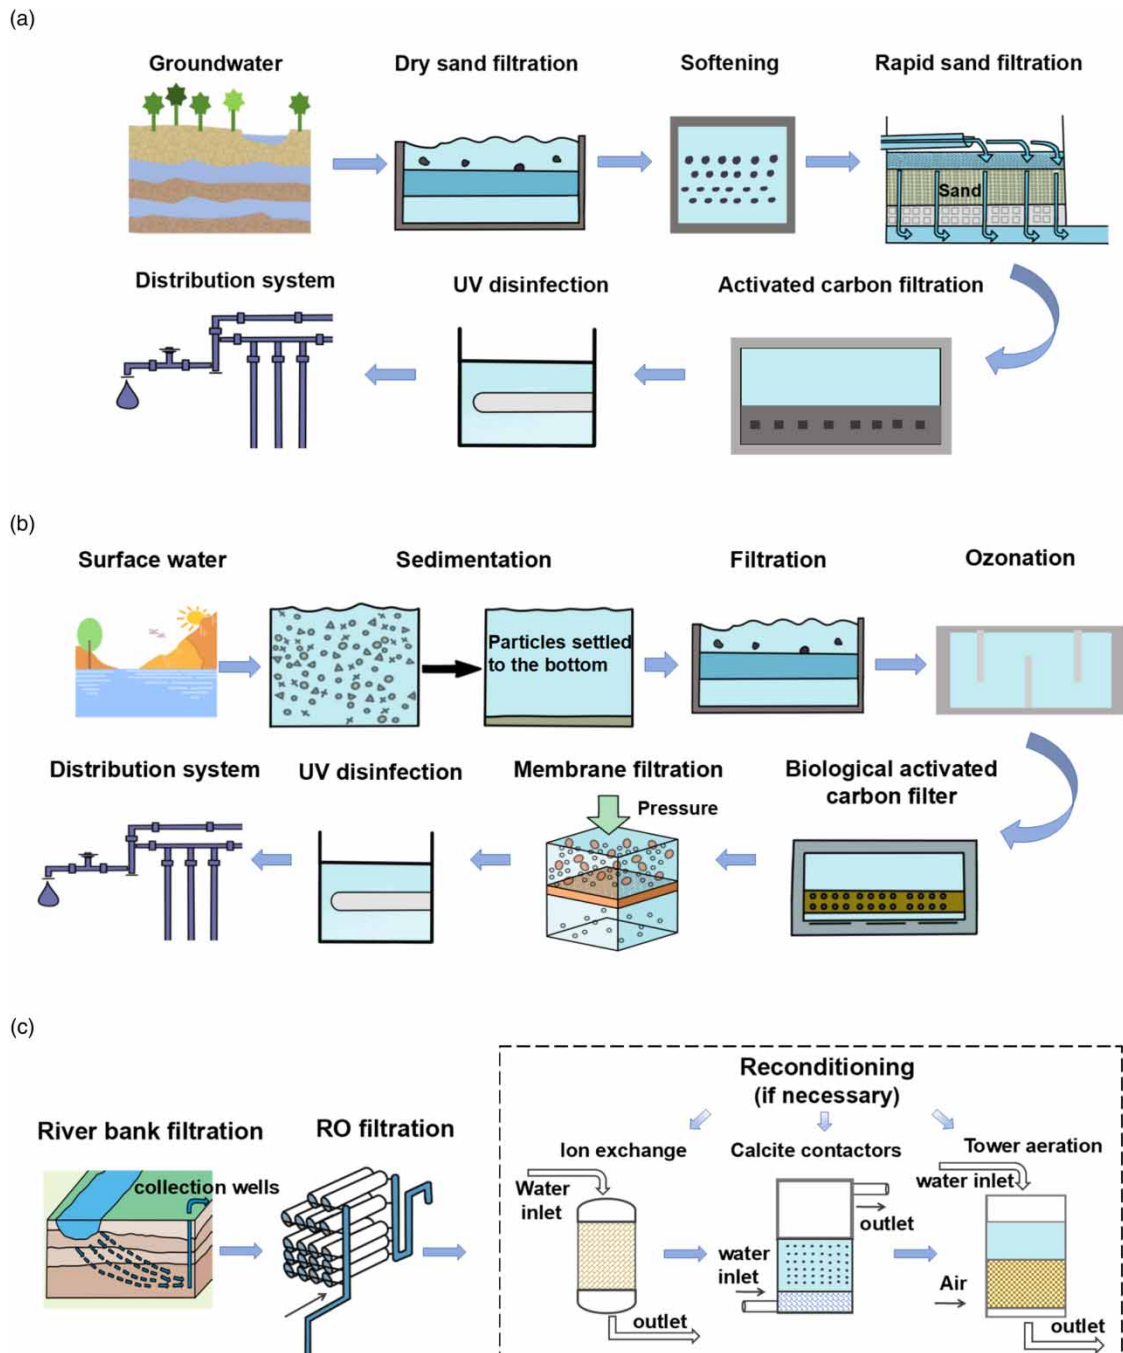 (a)
Groundwater
Dry sand filtration
Softening
Rapid sand filtration
Sand
Distribution system
UV disinfection
Activated carbon filtration
(b)
Surface water
Sedimentation
Filtration
Ozonation
Particles settled
to the bottom
Distribution system
UV disinfection
Membrane filtration
Biological activated
carbon filter
Pressure
(c)
Reconditioning
(if necessary)
River bank filtration
RO filtration
Ion exchange
Calcite contactors
Tower aeration
collection wells
Water
inlet
outlet
water
inlet
outlet
water inlet
Air
outlet